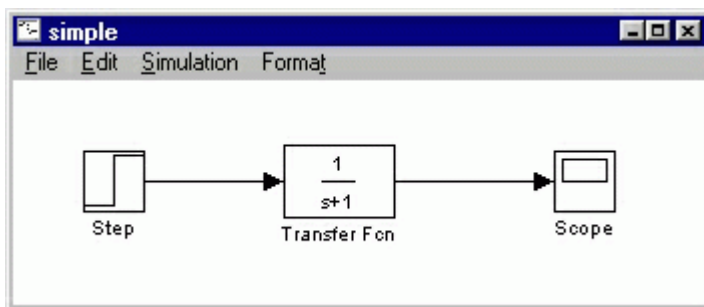 simple
File Edit Simulation Format
1
s+1
Step
Transfer Fcn
Scope